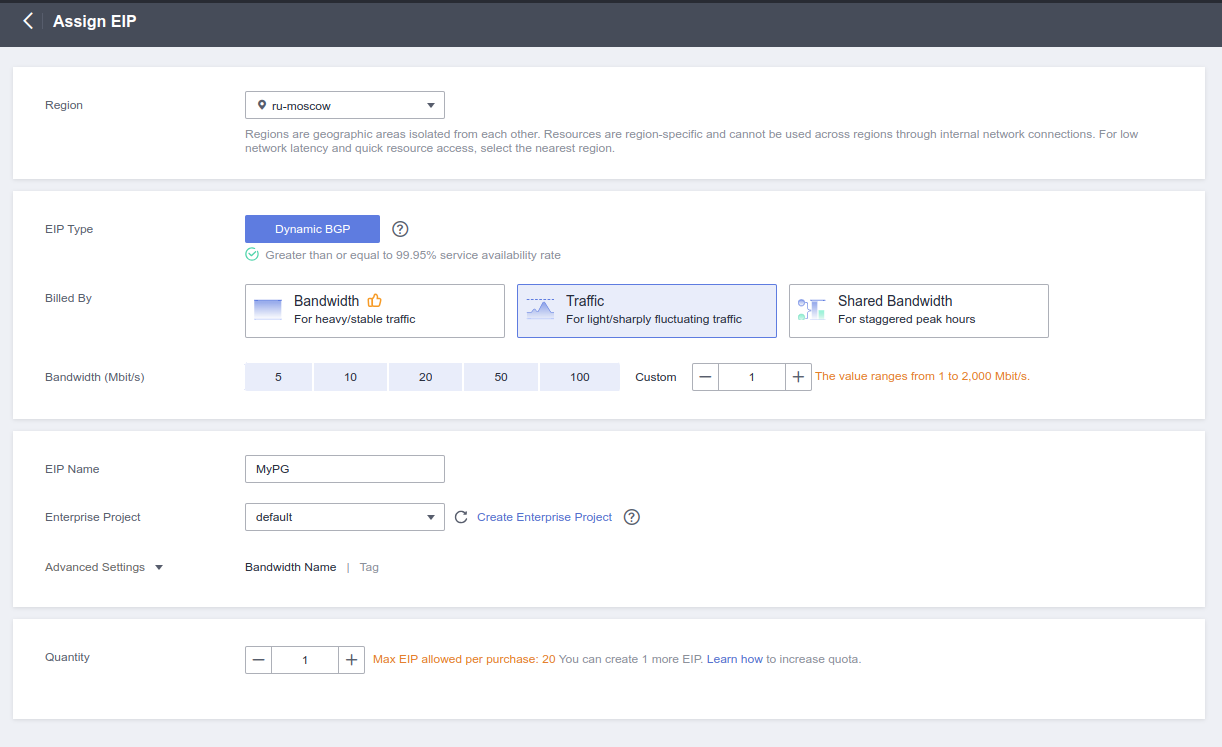 Assign EIP
Region
ru-moscow
Regions are geographic areas isolated from each other. Resources are region-specific and cannot be used across regions through internal network connections. For low
network latency and quick resource access, select the nearest region.
EIP Type
Dynamic BGP
?
Greater than or equal to 99.95% service availability rate
Billed By
Bandwidth
For heavy/stable traffic
Traffic
For light/sharply fluctuating traffic
Shared Bandwidth
For staggered peak hours
Bandwidth (Mbit/s)
5 10 20 50 100 Custom — 1 + The value ranges from 1 to 2,000 Mbit/s.
EIP Name
MyPG
Enterprise Project
default
Create Enterprise Project ?
Advanced Settings
Bandwidth Name | Tag
Quantity
— 1 + Max EIP allowed per purchase: 20 You can create 1 more EIP. Learn how to increase quota.